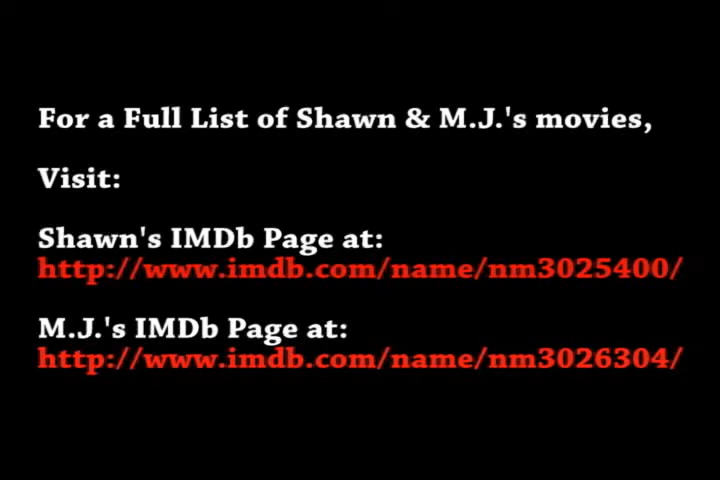 For a Full List of Shawn & M.J.'s movies,
Visit:
Shawn's IMDb Page at:
http://www.imdb.com/name/nm3025400/
M.J.'s IMDb Page at:
http://www.imdb.com/name/nm3026304/